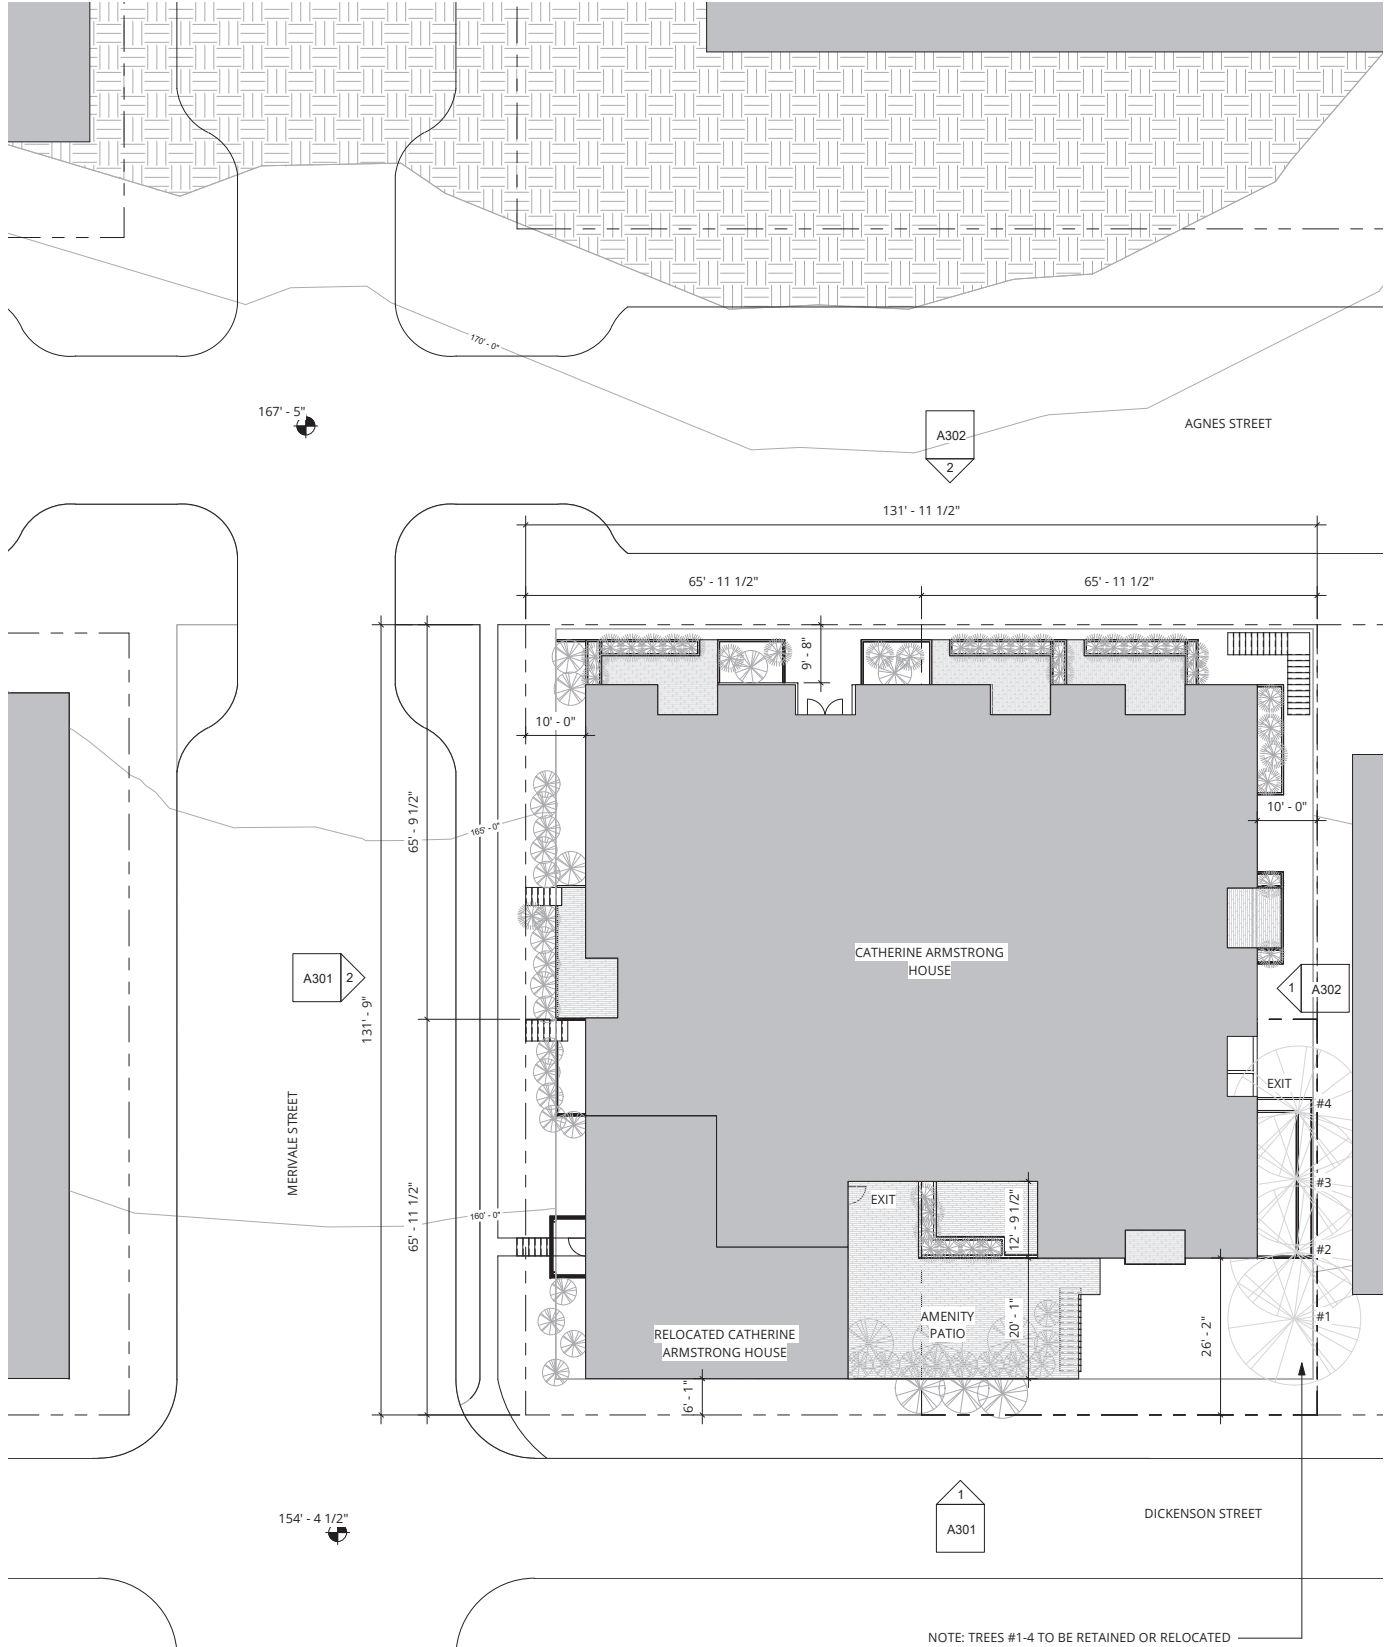 170' - 0"
167' - 5"
A302
2
AGNES STREET
131' - 11 1/2"
65' - 11 1/2"
65' - 11 1/2"
9' - 8"
10' - 0"
65' - 9 1/2"
165' - 0"
10' - 0"
CATHERINE ARMSTRONG
HOUSE
A301
2
1
A302
131' - 9"
EXIT
#4
MERIVALE STREET
#3
EXIT
12' - 9 1/2"
65' - 11 1/2"
160' - 0"
#2
AMENITY
PATIO
20' - 1"
#1
26' - 2"
RELOCATED CATHERINE
ARMSTRONG HOUSE
6' - 1"
1
A301
154' - 4 1/2"
DICKENSON STREET
NOTE: TREES #1-4 TO BE RETAINED OR RELOCATED